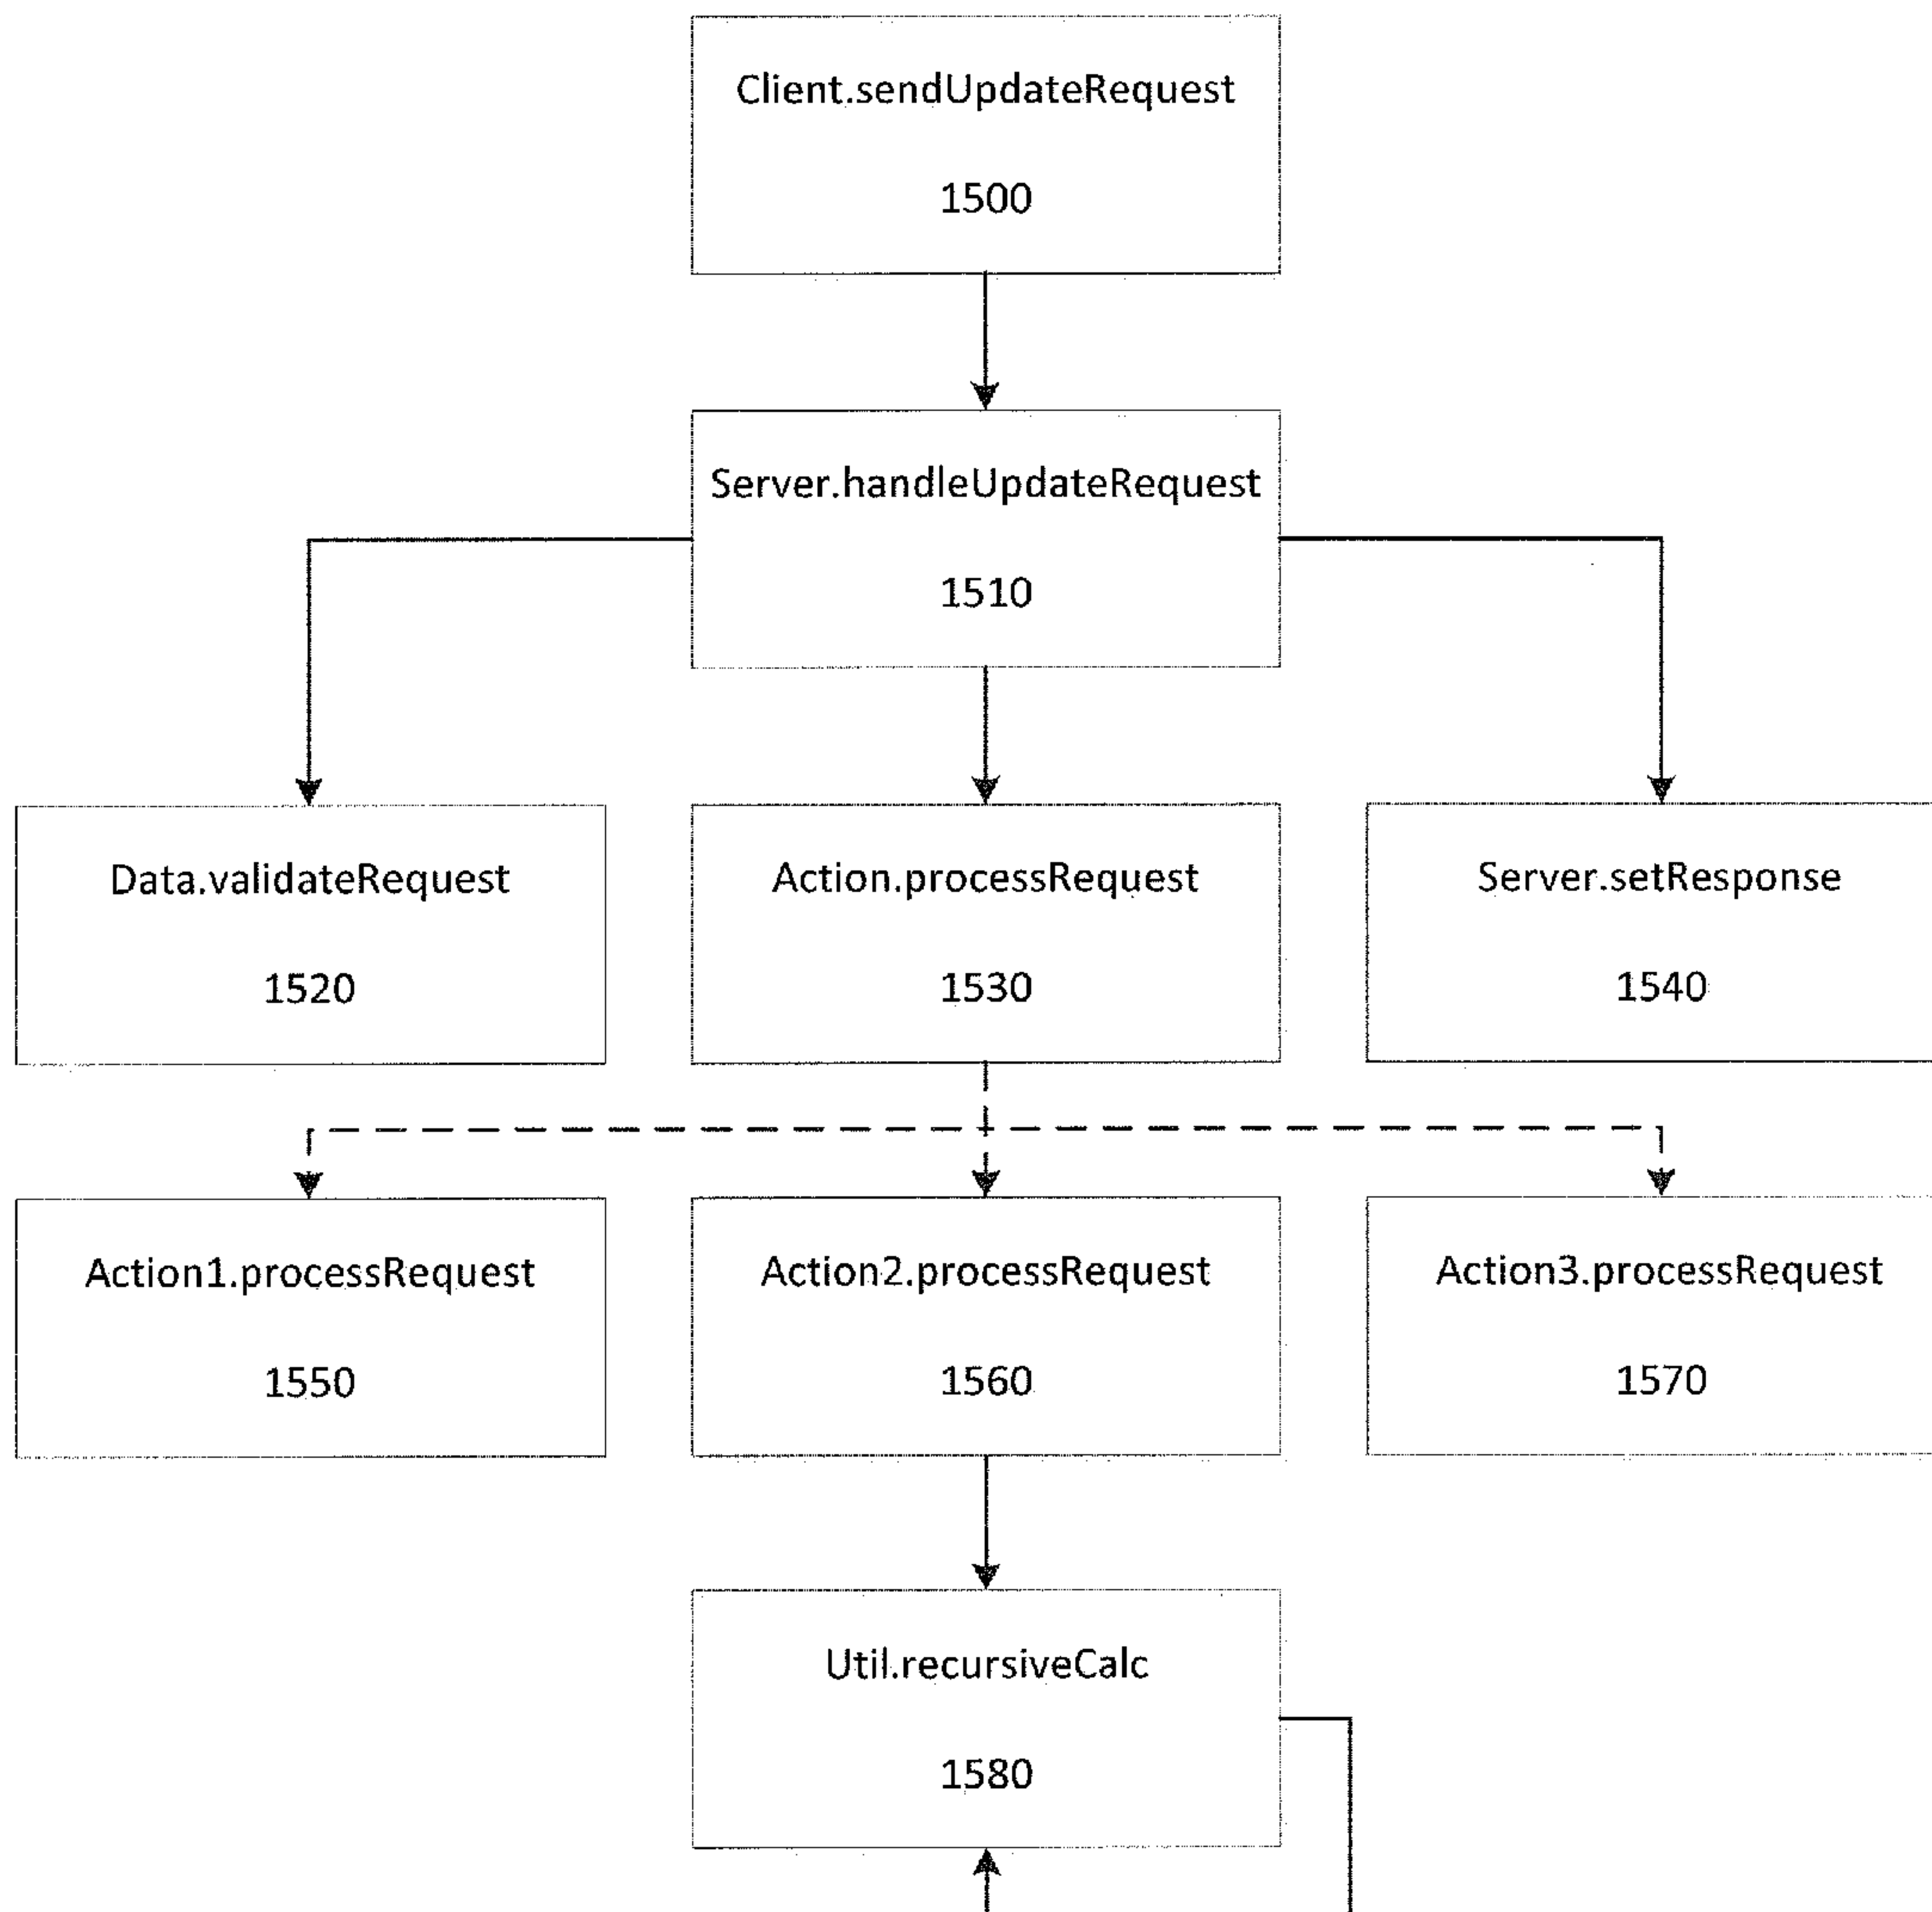 Client.sendUpdateRequest
1500
Server.handleUpdateRequest
1510
Data.validateRequest
1520
Action.processRequest
1530
Server.setResponse
1540
Action1.processRequest
1550
Action2.processRequest
1560
Action3.processRequest
1570
Util.recursiveCalc
1580